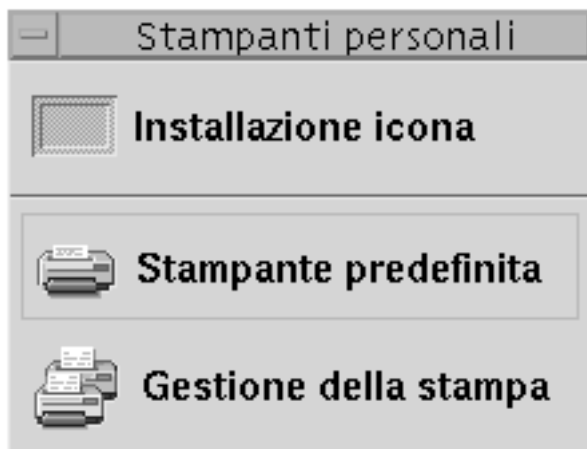 Stampanti personali
Installazione icona
Stampante predefinita
Gestione della stampa